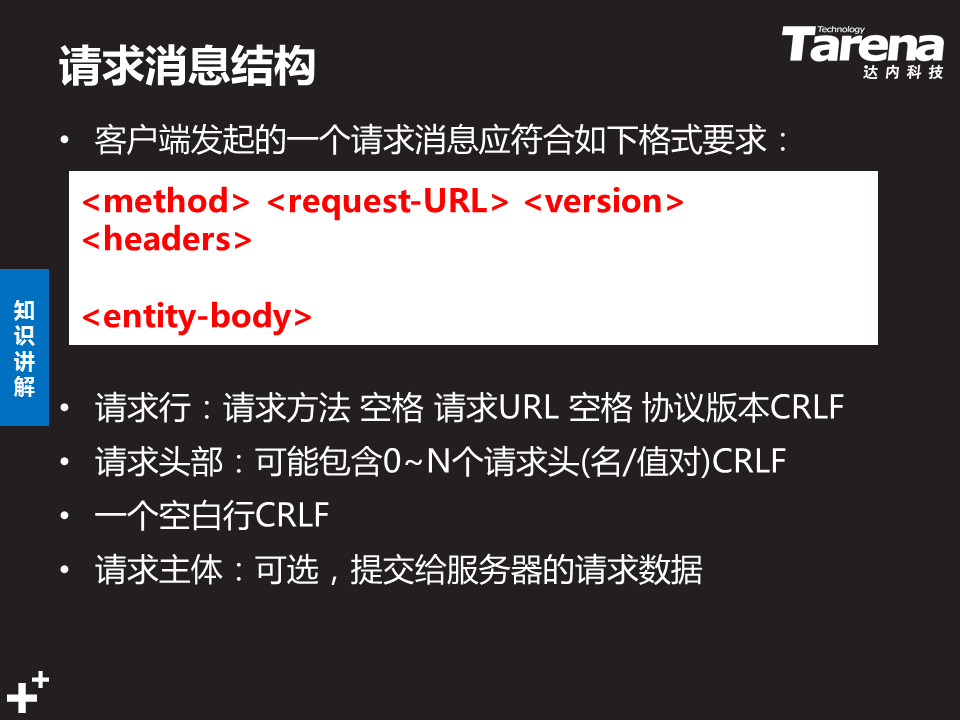 请求消息结构
Technology
Tarena
达内科技
• 客户端发起的一个请求消息应符合如下格式要求：
<method> <request-URL> <version>
<headers>
<entity-body>
知识讲解
• 请求行：请求方法 空格 请求URL 空格 协议版本CRLF
• 请求头部：可能包含0~N个请求头(名/值对)CRLF
• 一个空白行CRLF
• 请求主体：可选，提交给服务器的请求数据